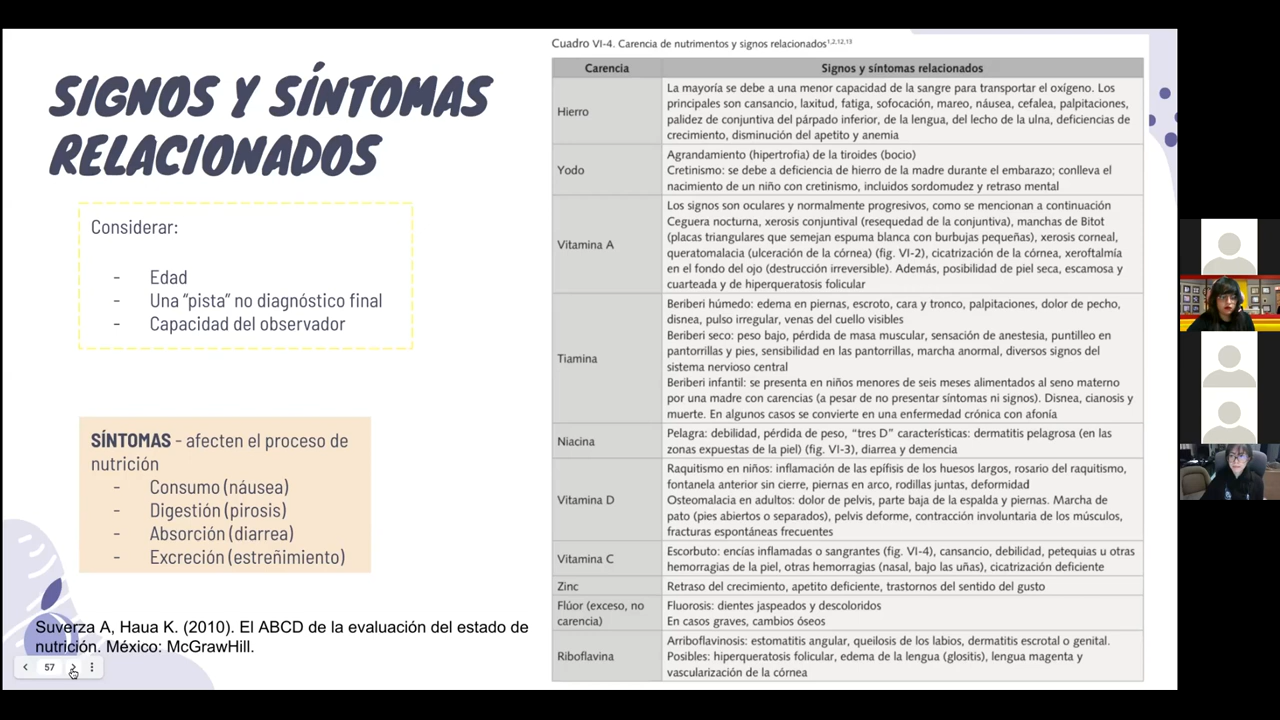 SIGNOS Y SÍNTOMAS
RELACIONADOS
Considerar:
- Edad
- Una “pista” no diagnóstico final
- Capacidad del observador
SÍNTOMAS - afecten el proceso de
nutrición
- Consumo (náusea)
- Digestión (pirosis)
- Absorción (diarrea)
- Excreción (estreñimiento)
Suverza A, Haua K. (2010). El ABCD de la evaluación del estado de
nutrición. México: McGrawHill.
57
Cuadro VI-4. Carencia de nutrimentos y signos relacionados1,2,12,13
Carencia Signos y síntomas relacionados
Hierro
La mayoría se debe a una menor capacidad de la sangre para transportar el oxígeno. Los
principales son cansancio, laxitud, fatiga, sofocación, mareo, náusea, cefalea, palpitaciones,
palidez de conjuntiva del párpado inferior, de la lengua, del lecho de la ulna, deficiencias de
crecimiento, disminución del apetito y anemia
Yodo
Agrandamiento (hipertrofia) de la tiroides (bocio)
Cretinismo: se debe a deficiencia de hierro de la madre durante el embarazo; conlleva el
nacimiento de un niño con cretinismo, incluidos sordomudez y retraso mental
Vitamina A
Los signos son oculares y normalmente progresivos, como se mencionan a continuación
Ceguera nocturna, xerosis conjuntival (resequedad de la conjuntiva), manchas de Bitot
(placas triangulares que semejan espuma blanca con burbujas pequeñas), xerosis corneal,
queratomalacia (ulceración de la córnea) (fig. VI-2), cicatrización de la córnea, xeroftalmía
en el fondo del ojo (destrucción irreversible). Además, posibilidad de piel seca, escamosa y
cuarteada y de hiperqueratosis folicular
Tiamina
Beriberi húmedo: edema en piernas, escroto, cara y tronco, palpitaciones, dolor de pecho,
disnea, pulso irregular, venas del cuello visibles
Beriberi seco: peso bajo, pérdida de masa muscular, sensación de anestesia, puntilleo en
pantorrillas y pies, sensibilidad en las pantorrillas, marcha anormal, diversos signos del
sistema nervioso central
Beriberi infantil: se presenta en niños menores de seis meses alimentados al seno materno
por una madre con carencias (a pesar de no presentar síntomas ni signos). Disnea, cianosis y
muerte. En algunos casos se convierte en una enfermedad crónica con afonía
Niacina
Pelagra: debilidad, pérdida de peso, “tres D” características: dermatitis pelagrosa (en las
zonas expuestas de la piel) (fig. VI-3), diarrea y demencia
Vitamina D
Raquitismo en niños: inflamación de las epífisis de los huesos largos, rosario del raquitismo,
fontanela anterior sin cierre, piernas en arco, rodillas juntas, deformidad
Osteomalacia en adultos: dolor de pelvis, parte baja de la espalda y piernas. Marcha de
pato (pies abiertos o separados), pelvis deforme, contracción involuntaria de los músculos,
fracturas espontáneas frecuentes
Vitamina C
Escorbuto: encías inflamadas o sangrantes (fig. VI-4), cansancio, debilidad, petequias u otras
hemorragias de la piel, otras hemorragias (nasal, bajo las uñas), cicatrización deficiente
Zinc
Retraso del crecimiento, apetito deficiente, trastornos del sentido del gusto
Flúor (exceso, no
carencia)
Fluorosis: dientes jaspeados y descoloridos
En casos graves, cambios óseos
Riboflavina
Arriboflavinosis: estomatitis angular, queilosis de los labios, dermatitis escrotal o genital.
Posibles: hiperqueratosis folicular, edema de la lengua (glositis), lengua magenta y
vascularización de la córnea